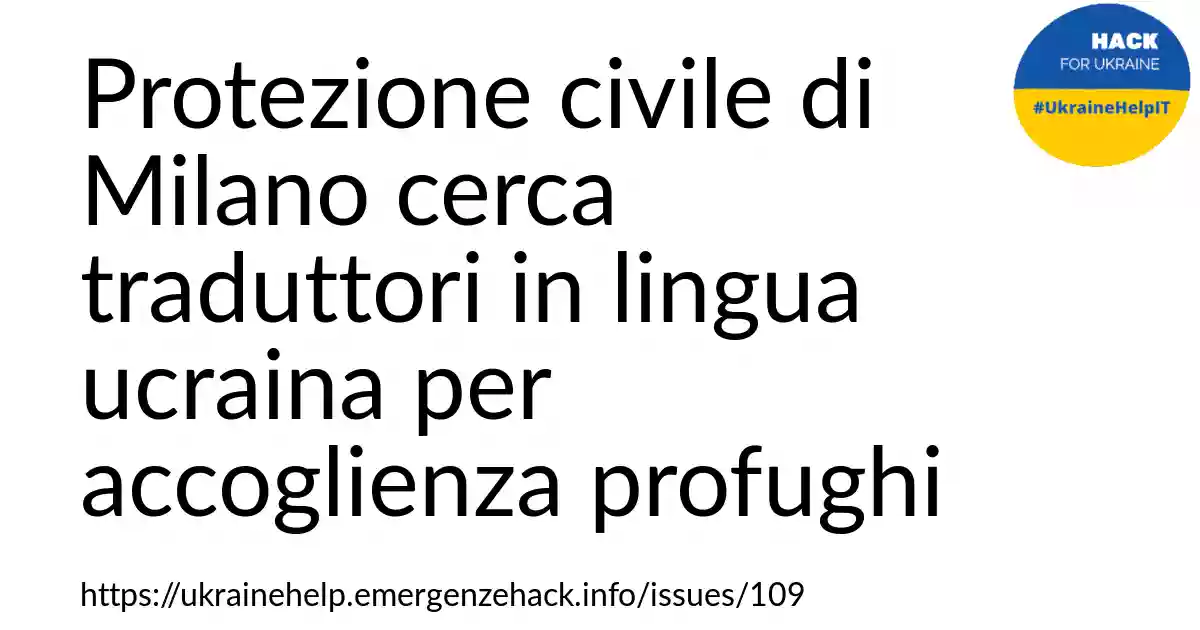 HACK
FOR UKRAINE
#UkraineHelpIT
Protezione civile di
Milano cerca
traduttori in lingua
ucraina per
accoglienza profughi
https://ukrainehelp.emergenzehack.info/issues/109